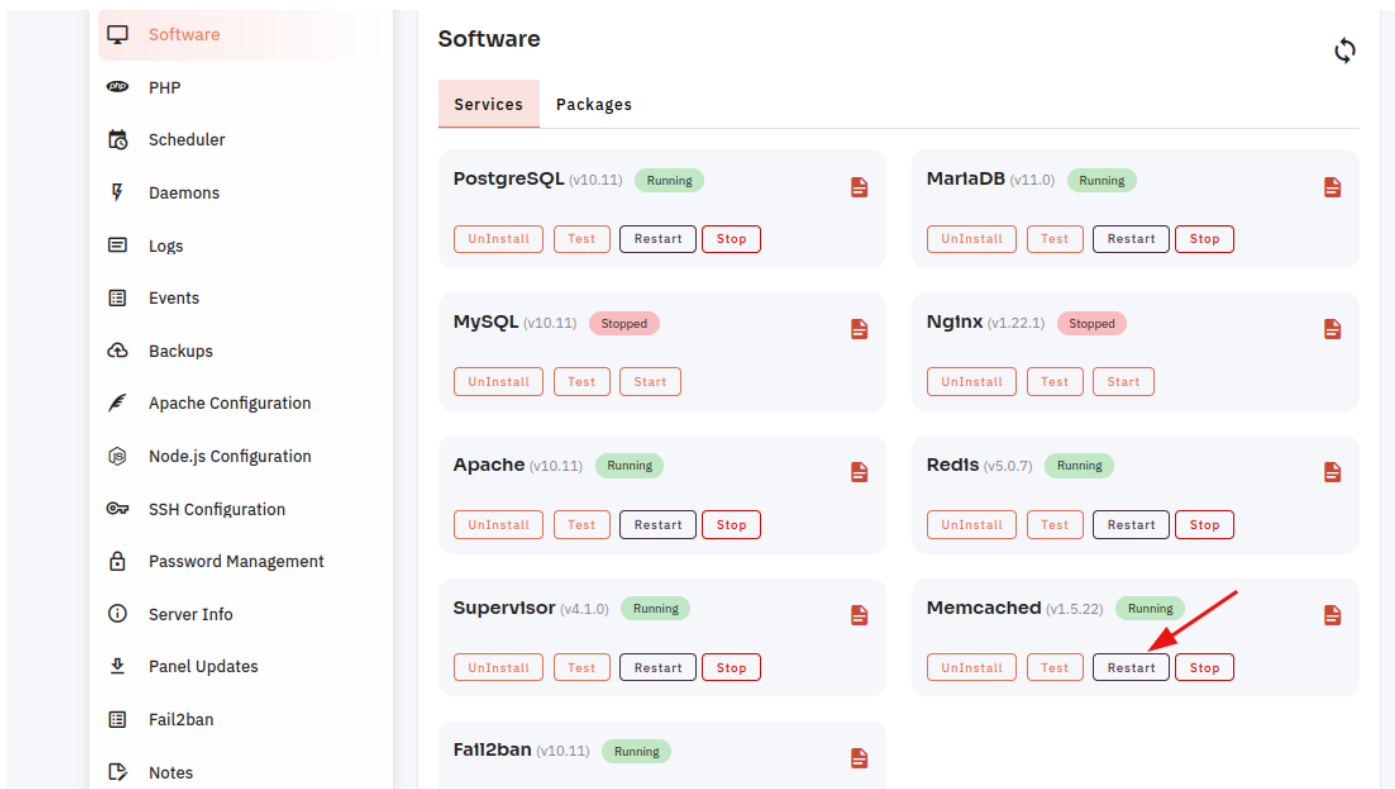 Software
PHP
Scheduler
Daemons
Logs
Events
Backups
Apache Configuration
Node.js Configuration
SSH Configuration
Password Management
Server Info
Panel Updates
Fail2ban
Notes
Software
Services Packages
PostgreSQL (v10.11) Running
UnInstall Test Restart Stop
MariaDB (v11.0) Running
UnInstall Test Restart Stop
MySQL (v10.11) Stopped
UnInstall Test Start
Nginx (v1.22.1) Stopped
UnInstall Test Start
Apache (v10.11) Running
UnInstall Test Restart Stop
Redis (v5.0.7) Running
UnInstall Test Restart Stop
Supervisor (v4.1.0) Running
UnInstall Test Restart Stop
Memcached (v1.5.22) Running
UnInstall Test Restart Stop
Fail2ban (v10.11) Running